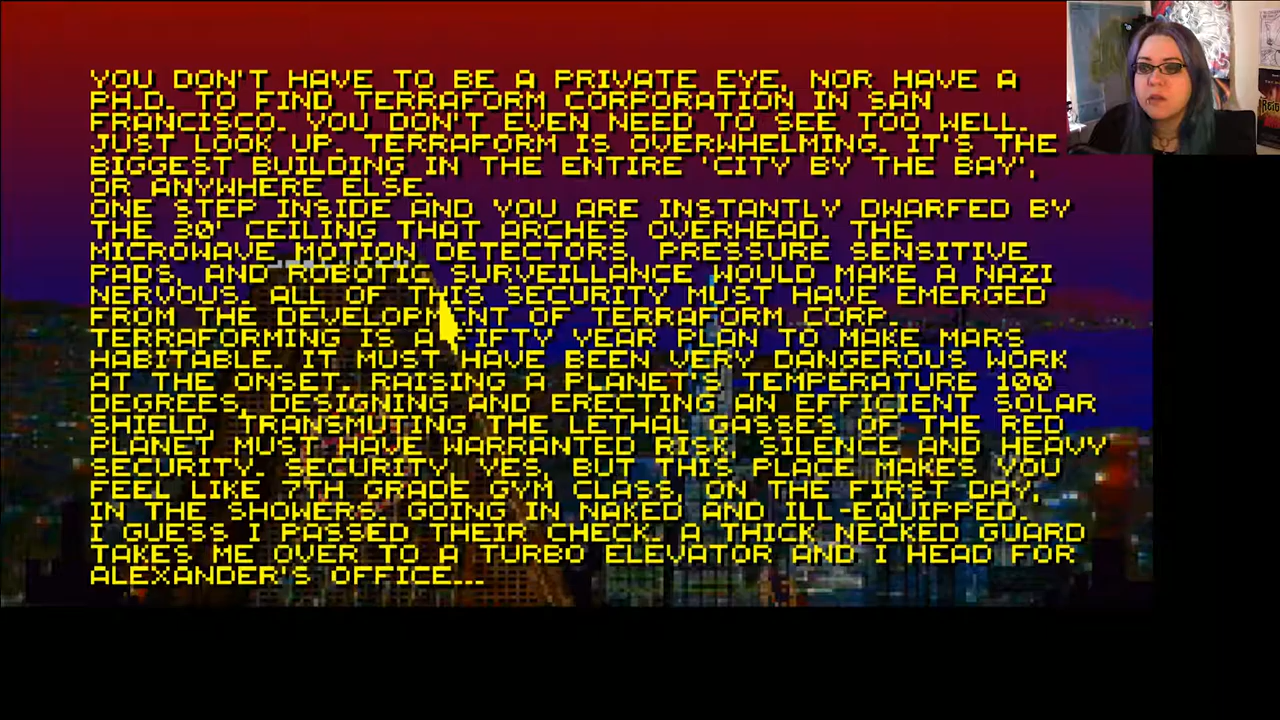 YOU DON'T HAVE TO BE A PRIVATE EYE, NOR HAVE A
PH.D. TO FIND TERRAFORM CORPORATION IN SAN
FRANCISCO. YOU DON'T EVEN NEED TO SEE TOO WELL.
JUST LOOK UP. TERRAFORM IS OVERWHELMING. IT'S THE
BIGGEST BUILDING IN THE ENTIRE 'CITY BY THE BAY',
OR ANYWHERE ELSE.
ONE STEP INSIDE AND YOU ARE INSTANTLY DWARFED BY
THE 30' CEILING THAT ARCHES OVERHEAD. THE
MICROWAVE MOTION DETECTORS, PRESSURE SENSITIVE
PADS, AND ROBOTIC SURVEILLANCE WOULD MAKE A NAZI
NERVOUS. ALL OF THIS SECURITY MUST HAVE EMERGED
FROM THE DEVELOPMENT OF TERRAFORM CORP.
TERRAFORMING IS A FIFTY YEAR PLAN TO MAKE MARS
HABITABLE. IT MUST HAVE BEEN VERY DANGEROUS WORK
AT THE ONSET. RAISING A PLANET'S TEMPERATURE 100
DEGREES, DESIGNING AND ERECTING AN EFFICIENT SOLAR
SHIELD, TRANSMUTING THE LETHAL GASSES OF THE RED
PLANET MUST HAVE WARRANTED RISK, SILENCE AND HEAVY
SECURITY. SECURITY, YES, BUT THIS PLACE MAKES YOU
FEEL LIKE 7TH GRADE GYM CLASS, ON THE FIRST DAY,
IN THE SHOWERS. GOING IN NAKED AND ILL-EQUIPPED.
I GUESS I PASSED THEIR CHECK. A THICK NECKED GUARD
TAKES ME OVER TO A TURBO ELEVATOR AND I HEAD FOR
ALEXANDER'S OFFICE...